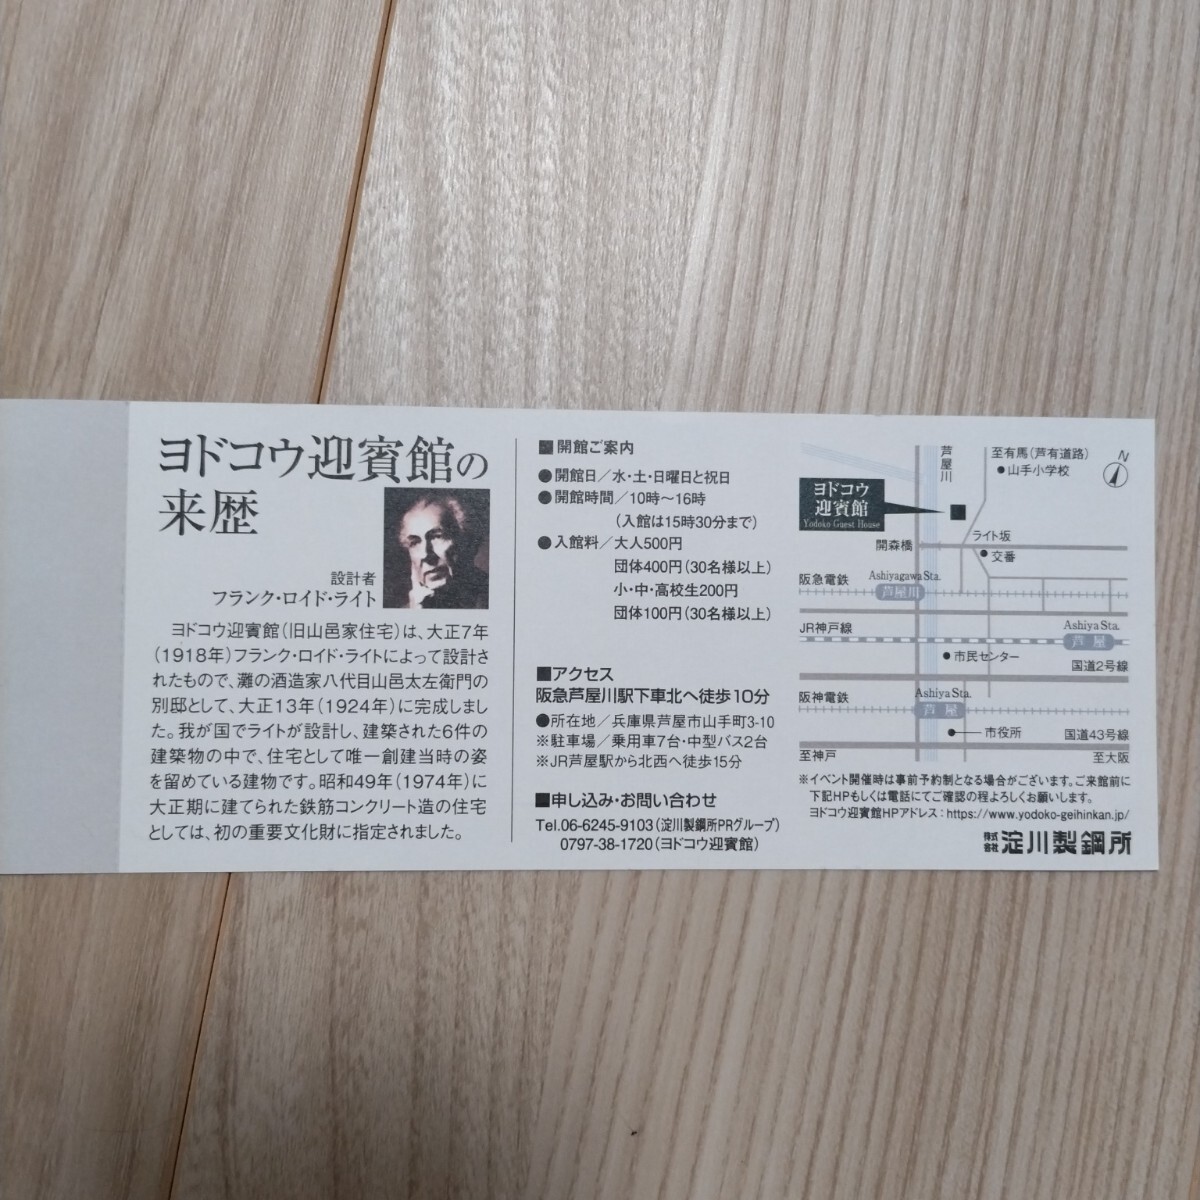 ヨドコウ迎賓館の
来歴
設計者
フランク・ロイド・ライト
ヨドコウ迎賓館(旧山邑家住宅)は、大正7年
(1918年)フランク・ロイド・ライトによって設計さ
れたもので、灘の酒造家八代目山邑太左衛門の
別邸として、大正13年(1924年)に完成しまし
た。我が国でライトが設計し、建築された6件の
建築物の中で、住宅として唯一創建当時の姿
を留めている建物です。昭和49年(1974年)に
大正期に建てられた鉄筋コンクリート造の住宅
としては、初の重要文化財に指定されました。
■開館ご案内
●開館日/水・土・日曜日と祝日
●開館時間/10時〜16時
(入館は15時30分まで)
●入館料/大人500円
団体400円(30名様以上)
小・中・高校生200円
団体100円(30名様以上)
■アクセス
阪急芦屋川駅下車北へ徒歩10分
●所在地/兵庫県芦屋市山手町3-10
※駐車場/乗用車7台・中型バス2台
※JR芦屋駅から北西へ徒歩15分
■申し込み・お問い合わせ
Tel.06-6245-9103(淀川製鋼所PRグループ)
0797-38-1720(ヨドコウ迎賓館)
芦屋川
至有馬(芦有道路)
●山手小学校
N
ヨドコウ
迎賓館
Yodoko Guest House
ライト坂
開森橋
●交番
阪急電鉄
Ashiyagawa Sta.
芦屋川
JR神戸線
Ashiya Sta.
芦屋
●市民センター
国道2号線
阪神電鉄
Ashiya Sta.
芦屋
市役所
国道43号線
至神戸
至大阪
※イベント開催時は事前予約制となる場合がございます。ご来館前に
下記HPもしくは電話にてご確認の程よろしくお願いします。
ヨドコウ迎賓館HPアドレス:https://www.yodoko-geihinkan.jp/
株式会社 淀川製鋼所